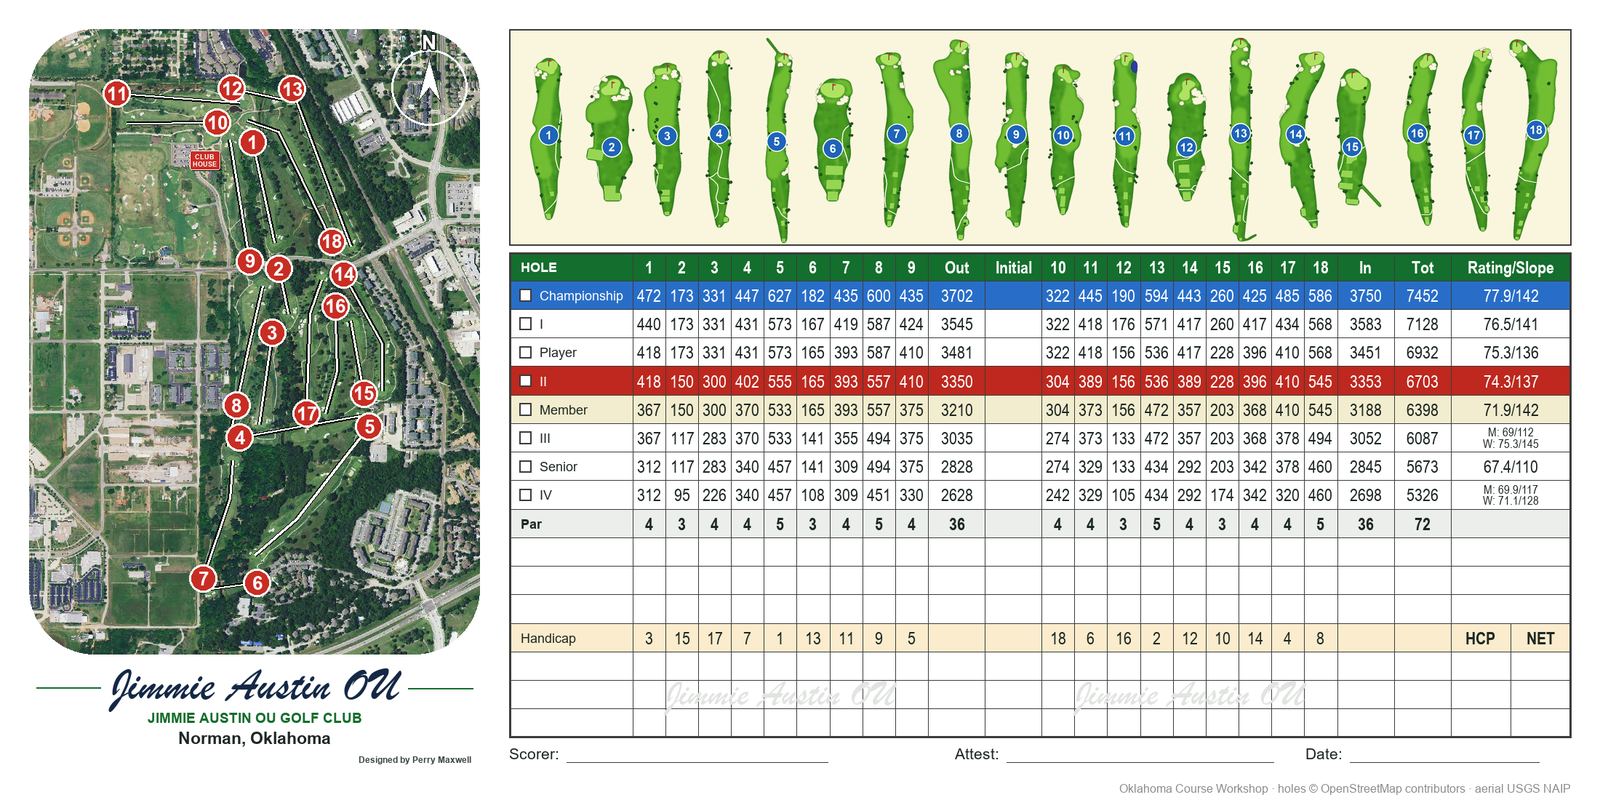 N
11
12
13
10
1
CLUB
HOUSE
18
9
2
14
16
3
15
8
17
5
4
7
6
Jimmie Austin OU
JIMMIE AUSTIN OU GOLF CLUB
Norman, Oklahoma
Designed by Perry Maxwell
1 2 3 4 5 6 7 8 9 10 11 12 13 14 15 16 17 18
HOLE 1 2 3 4 5 6 7 8 9 Out Initial 10 11 12 13 14 15 16 17 18 In Tot Rating/Slope
Championship 472 173 331 447 627 182 435 600 435 3702 322 445 190 594 443 260 425 485 586 3750 7452 77.9/142
I 440 173 331 431 573 167 419 587 424 3545 322 418 176 571 417 260 417 434 568 3583 7128 76.5/141
Player 418 173 331 431 573 165 393 587 410 3481 322 418 156 536 417 228 396 410 568 3451 6932 75.3/136
II 418 150 300 402 555 165 393 557 410 3350 304 389 156 536 389 228 396 410 545 3353 6703 74.3/137
Member 367 150 300 370 533 165 393 557 375 3210 304 373 156 472 357 203 368 410 545 3188 6398 71.9/142
III 367 117 283 370 533 141 355 494 375 3035 274 373 133 472 357 203 368 378 494 3052 6087 M: 69/112
W: 75.3/145
Senior 312 117 283 340 457 141 309 494 375 2828 274 329 133 434 292 203 342 378 460 2845 5673 67.4/110
IV 312 95 226 340 457 108 309 451 330 2628 242 329 105 434 292 174 342 320 460 2698 5326 M: 69.9/117
W: 71.1/128
Par 4 3 4 4 5 3 4 5 4 36 4 4 3 5 4 3 4 4 5 36 72
Handicap 3 15 17 7 1 13 11 9 5 18 6 16 2 12 10 14 4 8 HCP NET
Jimmie Austin OU Jimmie Austin OU
Scorer: Attest: Date:
Oklahoma Course Workshop · holes © OpenStreetMap contributors · aerial USGS NAIP